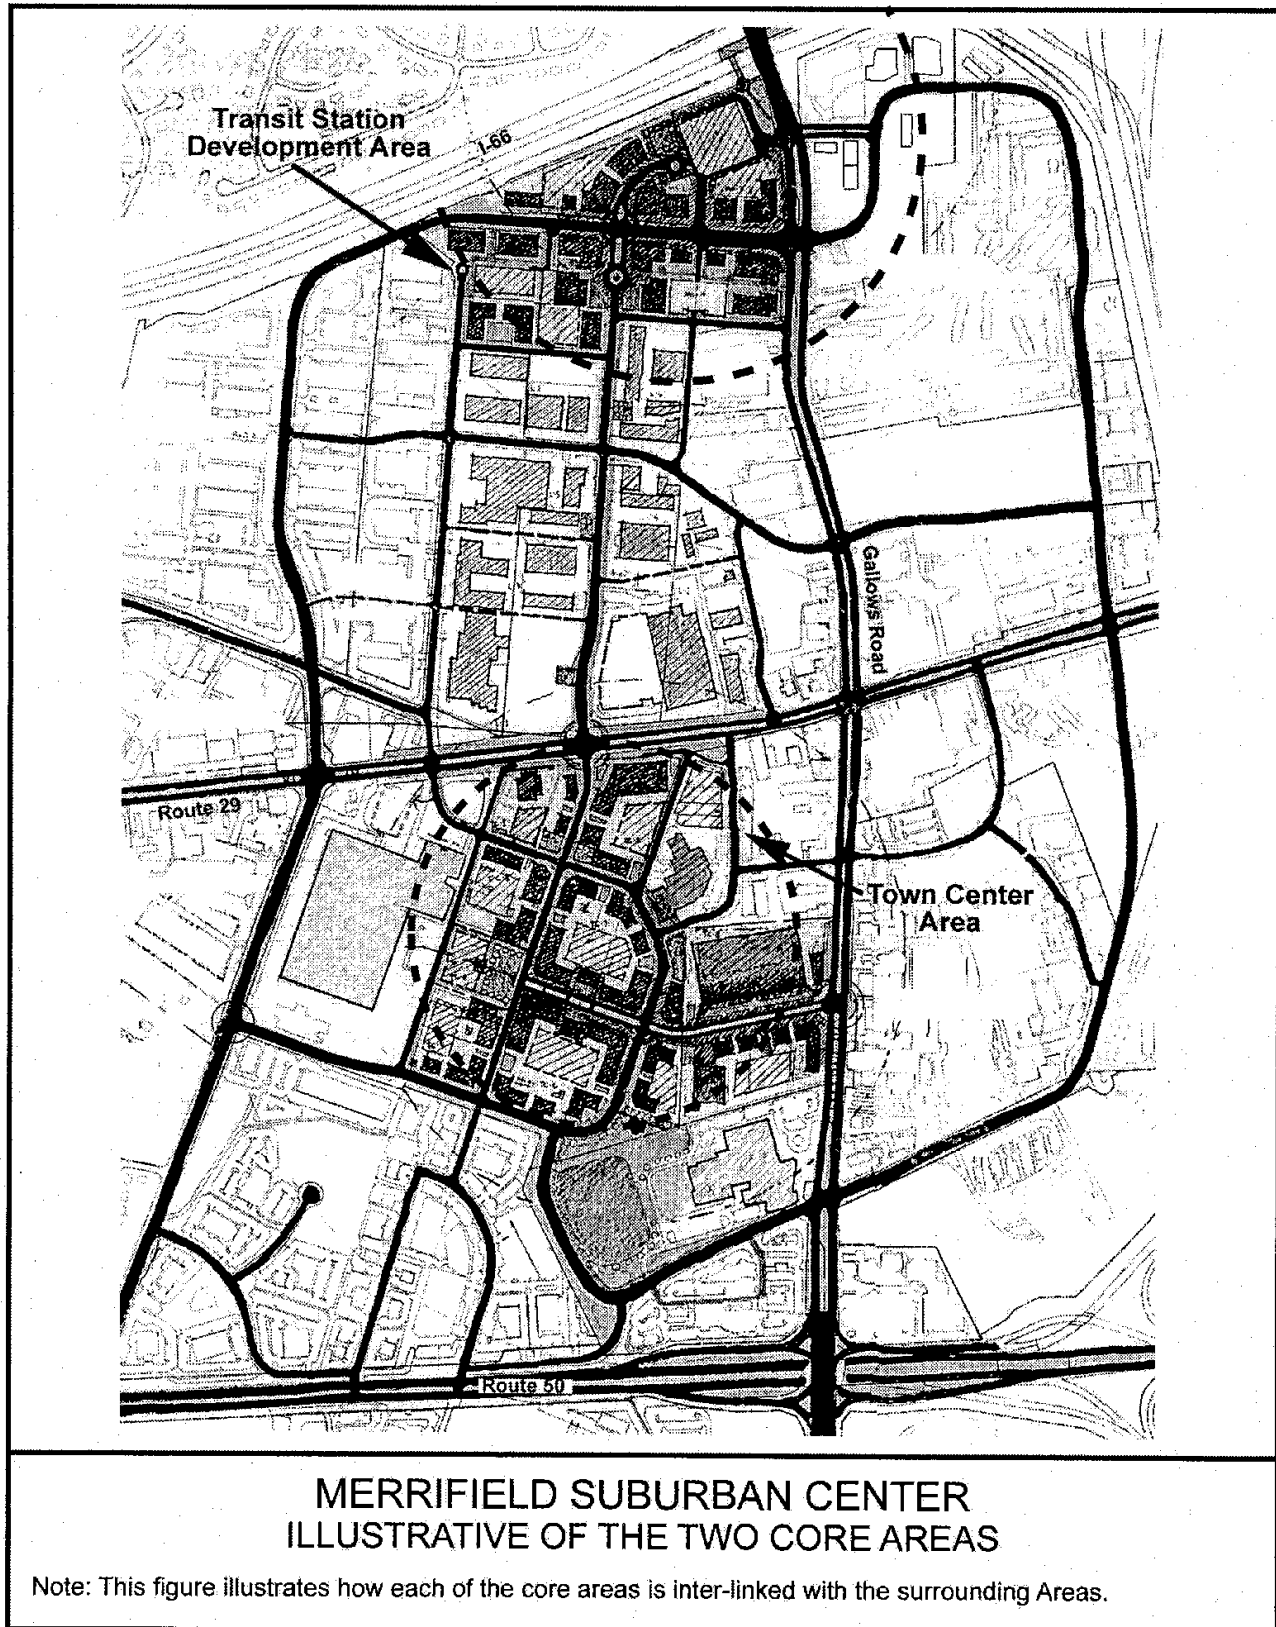 Transit Station
Development Area
I-66
Gallows Road
Route 29
Town Center
Area
Route 50
MERRIFIELD SUBURBAN CENTER
ILLUSTRATIVE OF THE TWO CORE AREAS
Note: This figure illustrates how each of the core areas is inter-linked with the surrounding Areas.